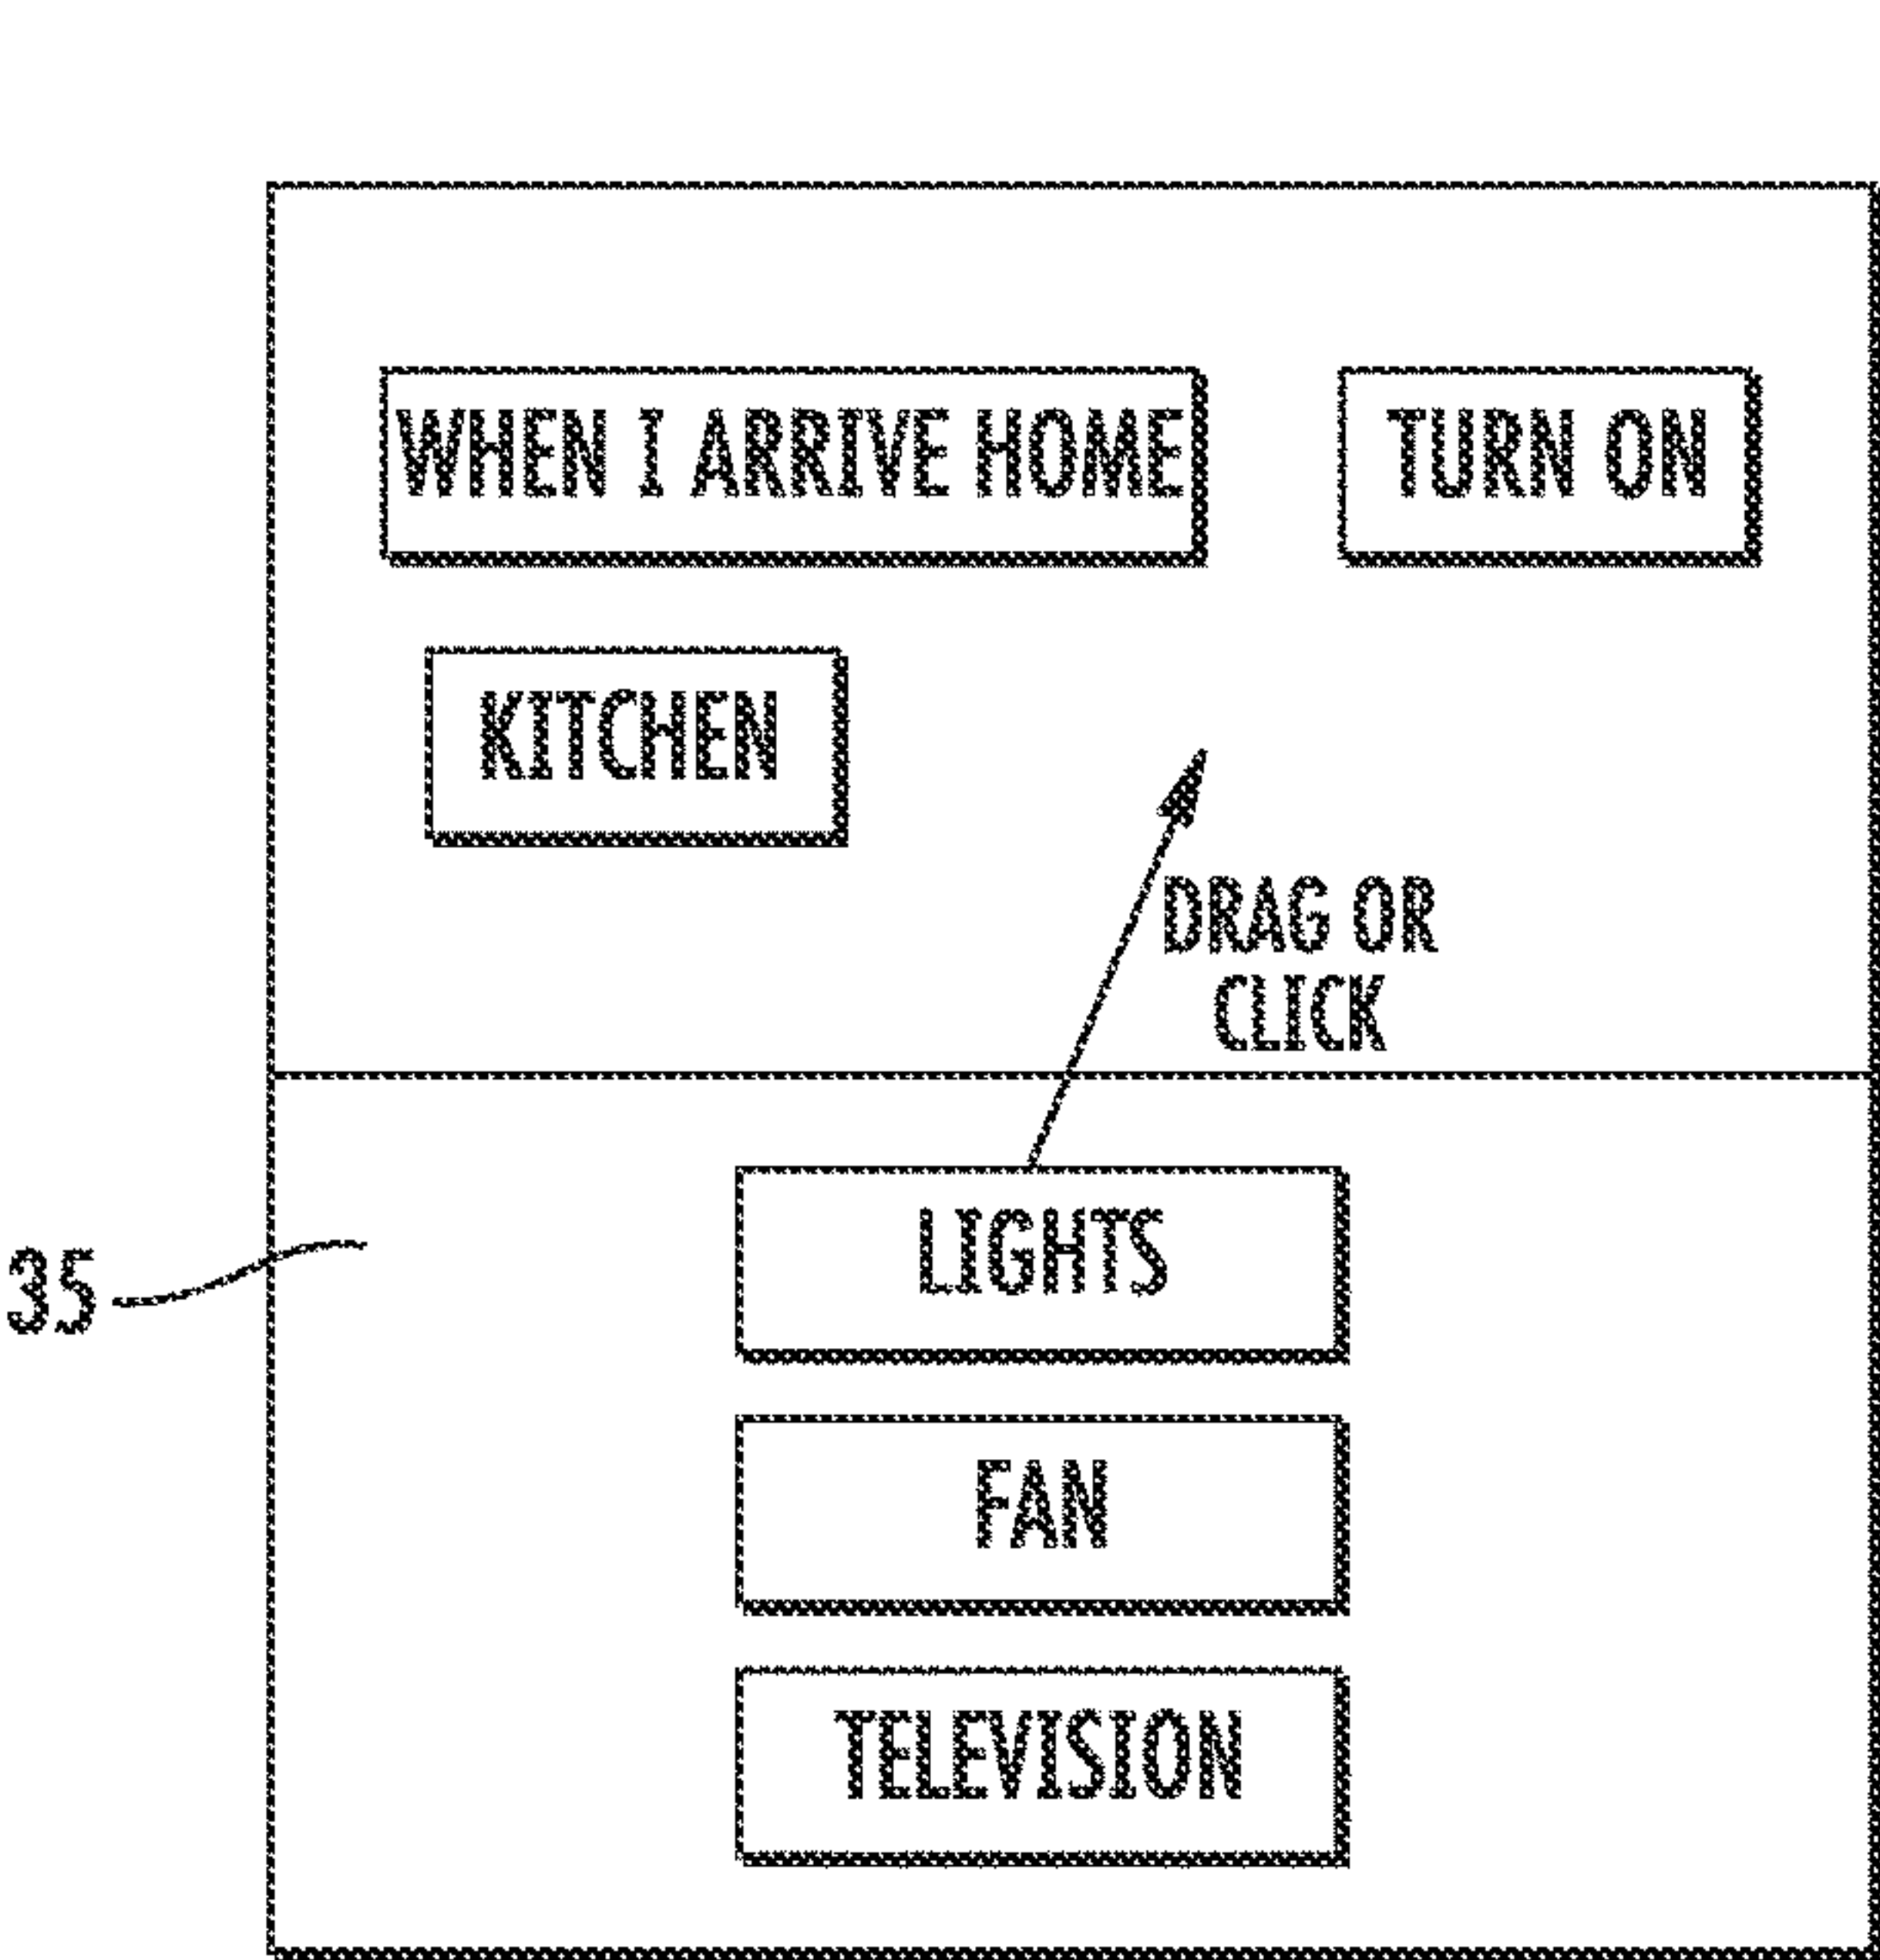 WHEN I ARRIVE HOME
TURN ON
KITCHEN
DRAG OR
CLICK
LIGHTS
35
FAN
TELEVISION